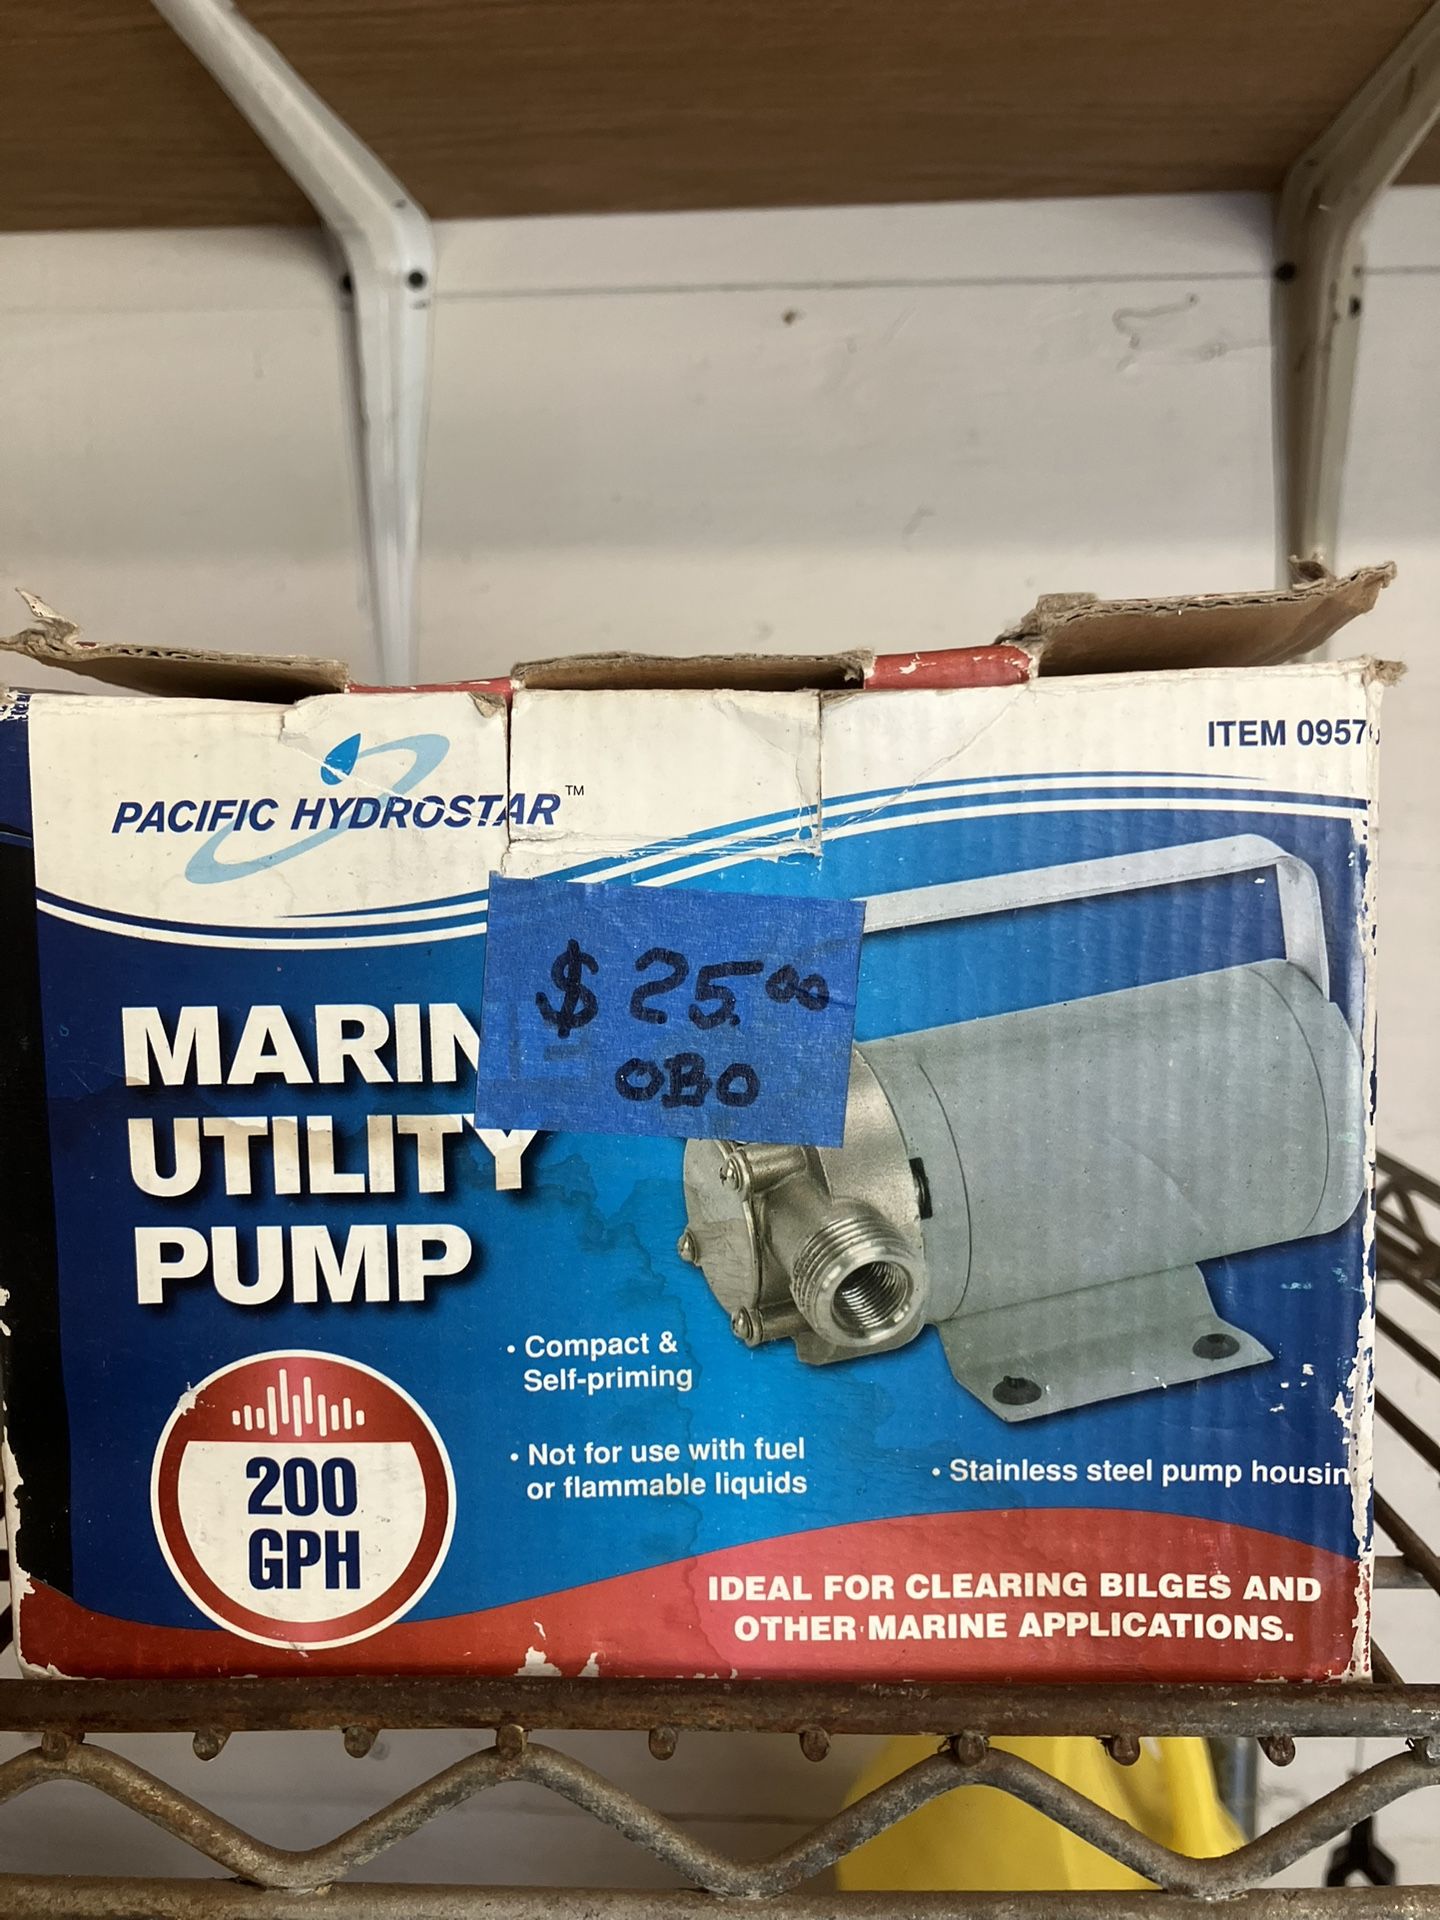 PACIFIC HYDROSTAR™
ITEM 0957
$25.00
OBO
MARIN
UTILITY
PUMP
• Compact &
Self-priming
• Not for use with fuel
or flammable liquids
• Stainless steel pump housin
200
GPH
IDEAL FOR CLEARING BILGES AND
OTHER MARINE APPLICATIONS.